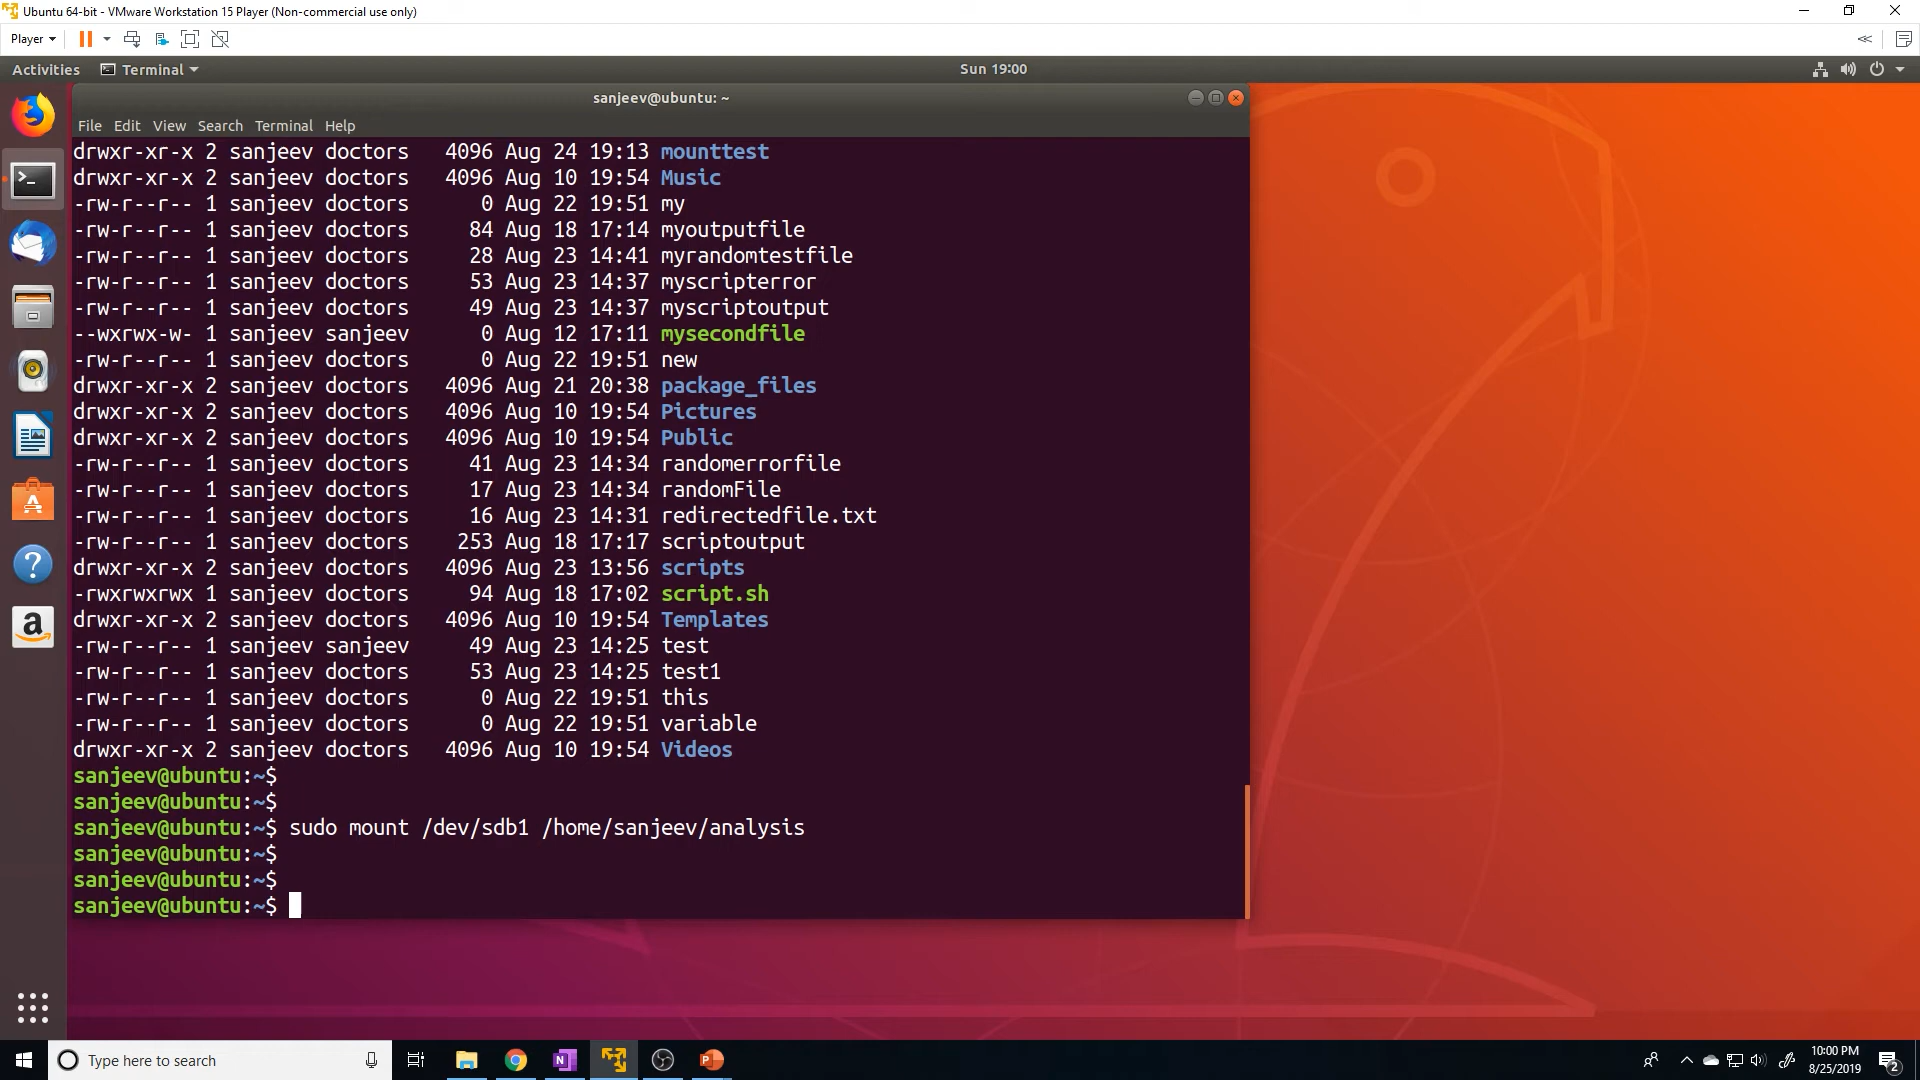 Ubuntu 64-bit - VMware Workstation 15 Player (Non-commercial use only)
Player
Activities Terminal Sun 19:00
sanjeev@ubuntu: ~
File Edit View Search Terminal Help
drwxr-xr-x 2 sanjeev doctors 4096 Aug 24 19:13 mounttest
drwxr-xr-x 2 sanjeev doctors 4096 Aug 10 19:54 Music
-rw-r--r-- 1 sanjeev doctors 0 Aug 22 19:51 my
-rw-r--r-- 1 sanjeev doctors 84 Aug 18 17:14 myoutputfile
-rw-r--r-- 1 sanjeev doctors 28 Aug 23 14:41 myrandomtestfile
-rw-r--r-- 1 sanjeev doctors 53 Aug 23 14:37 myscripterror
-rw-r--r-- 1 sanjeev doctors 49 Aug 23 14:37 myscriptoutput
--wxrwx-w- 1 sanjeev sanjeev 0 Aug 12 17:11 mysecondfile
-rw-r--r-- 1 sanjeev doctors 0 Aug 22 19:51 new
drwxr-xr-x 2 sanjeev doctors 4096 Aug 21 20:38 package_files
drwxr-xr-x 2 sanjeev doctors 4096 Aug 10 19:54 Pictures
drwxr-xr-x 2 sanjeev doctors 4096 Aug 10 19:54 Public
-rw-r--r-- 1 sanjeev doctors 41 Aug 23 14:34 randomerrorfile
-rw-r--r-- 1 sanjeev doctors 17 Aug 23 14:34 randomFile
-rw-r--r-- 1 sanjeev doctors 16 Aug 23 14:31 redirectedfile.txt
-rw-r--r-- 1 sanjeev doctors 253 Aug 18 17:17 scriptoutput
drwxr-xr-x 2 sanjeev doctors 4096 Aug 23 13:56 scripts
-rwxrwxrwx 1 sanjeev doctors 94 Aug 18 17:02 script.sh
drwxr-xr-x 2 sanjeev doctors 4096 Aug 10 19:54 Templates
-rw-r--r-- 1 sanjeev sanjeev 49 Aug 23 14:25 test
-rw-r--r-- 1 sanjeev doctors 53 Aug 23 14:25 test1
-rw-r--r-- 1 sanjeev doctors 0 Aug 22 19:51 this
-rw-r--r-- 1 sanjeev doctors 0 Aug 22 19:51 variable
drwxr-xr-x 2 sanjeev doctors 4096 Aug 10 19:54 Videos
sanjeev@ubuntu:~$
sanjeev@ubuntu:~$
sanjeev@ubuntu:~$ sudo mount /dev/sdb1 /home/sanjeev/analysis
sanjeev@ubuntu:~$
sanjeev@ubuntu:~$
sanjeev@ubuntu:~$
Type here to search
10:00 PM
8/25/2019
2